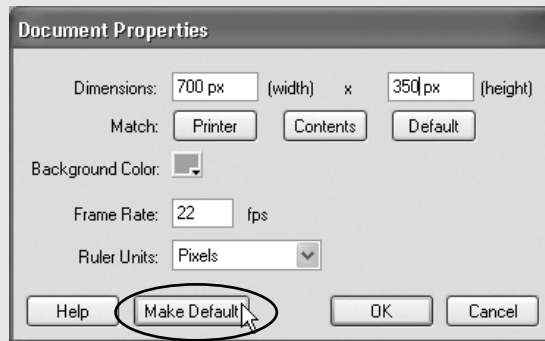 Document Properties
Dimensions: 700 px (width) x 350 px (height)
Match: Printer Contents Default
Background Color:
Frame Rate: 22 fps
Ruler Units: Pixels
Help Make Default OK Cancel